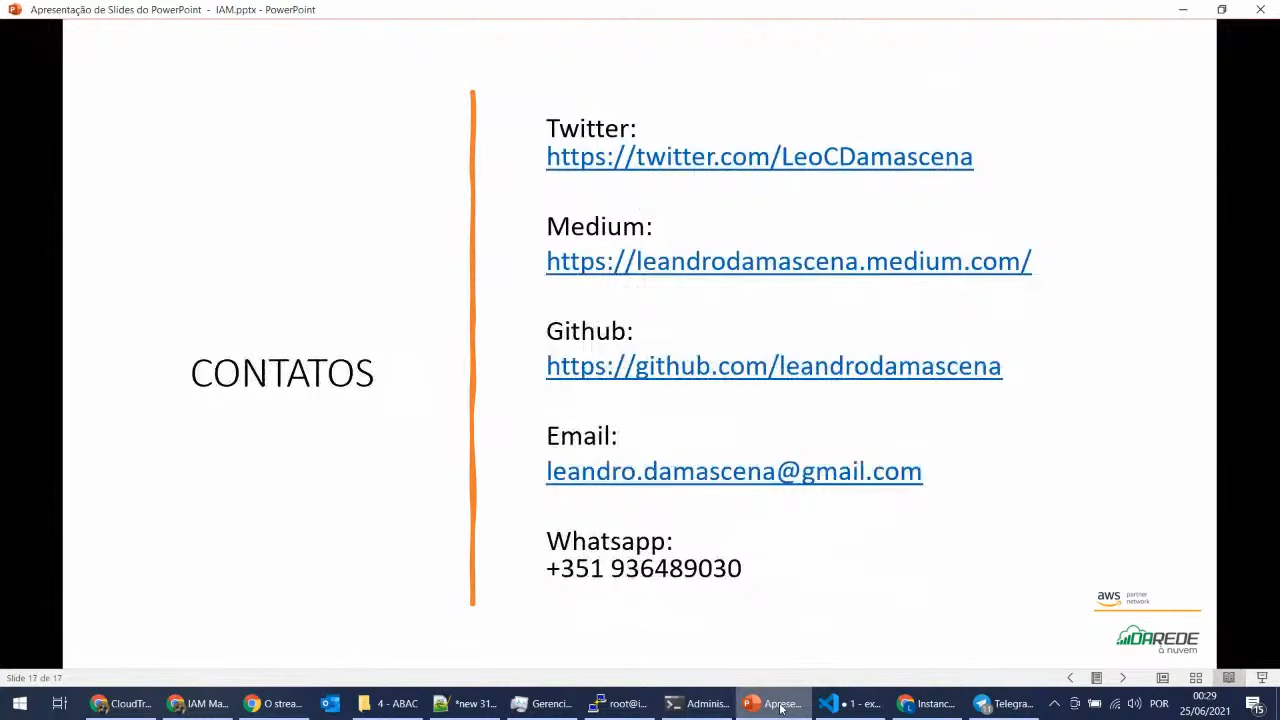 Apresentação de Slides do PowerPoint - IAM.pptx - PowerPoint
CONTATOS
Twitter:
https://twitter.com/LeoCDamascena
Medium:
https://leandrodamascena.medium.com/
Github:
https://github.com/leandrodamascena
Email:
leandro.damascena@gmail.com
Whatsapp:
+351 936489030
aws partner network
DAREDE
à nuvem
Slide 17 de 17
CloudTr...
IAM Ma...
O strea...
4 - ABAC
*new 31...
Gerenci...
root@i...
Adminis...
Aprese...
1 - ex...
Instanc...
Telegra...
15
POR
00:29
25/06/2021
15